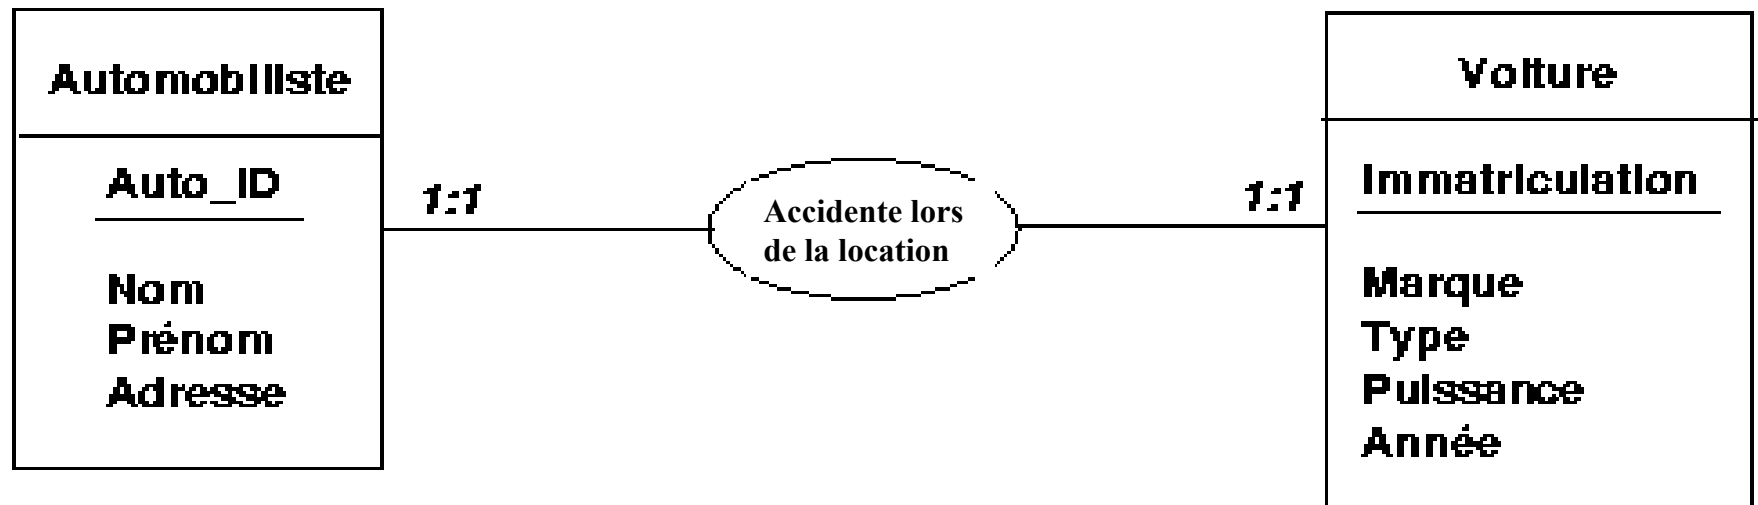 Automobiliste
Auto_ID
Nom
Prénom
Adresse
1:1
Accidente lors
de la location
1:1
Voiture
Immatriculation
Marque
Type
Puissance
Année